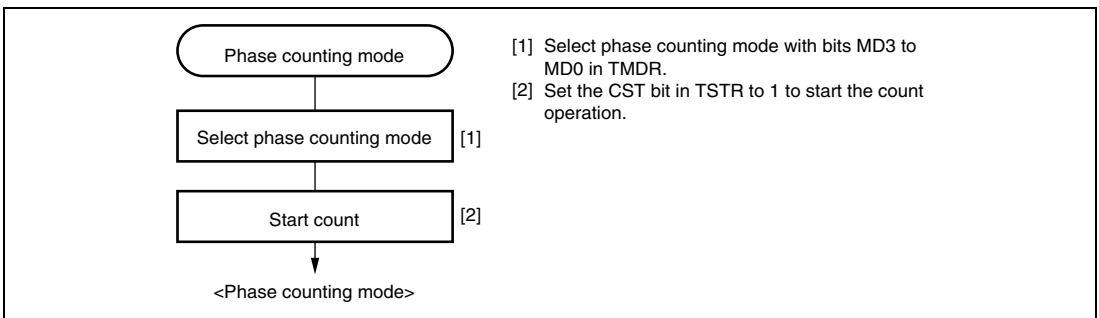 Phase counting mode
Select phase counting mode
[1]
Start count
[2]
<Phase counting mode>
[1] Select phase counting mode with bits MD3 to
MD0 in TMDR.
[2] Set the CST bit in TSTR to 1 to start the count
operation.